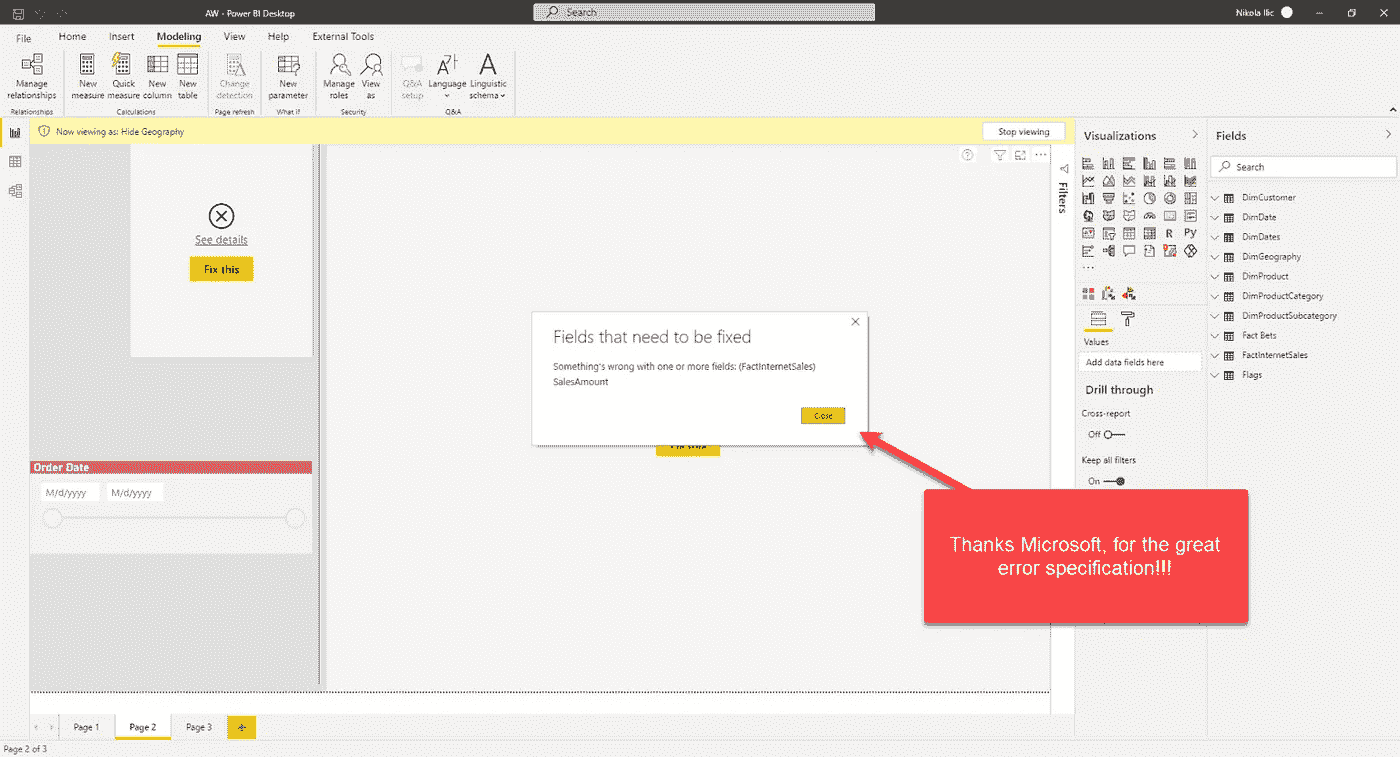 AW - Power BI Desktop
Search
Nikola Ilic
File
Home
Insert
Modeling
View
Help
External Tools
Manage
relationships
New
measure
Quick
measure
New
column
New
table
Change
detection
New
parameter
Manage
roles
View
as
Q&A
setup
Language
Linguistic
schema
Relationships
Calculations
Page refresh
What if
Security
Q&A
Now viewing as: Hide Geography
Stop viewing
See details
Fix this
Order Date
M/d/yyyy
M/d/yyyy
Fields that need to be fixed
Something's wrong with one or more fields: (FactInternetSales)
SalesAmount
Close
Thanks Microsoft, for the great
error specification!!!
Filters
Visualizations
R
Py
Values
Add data fields here
Drill through
Cross-report
Off
Keep all filters
On
Fields
Search
DimCustomer
DimDate
DimDates
DimGeography
DimProduct
DimProductCategory
DimProductSubcategory
Fact Bets
FactInternetSales
Flags
Page 1
Page 2
Page 3
Page 2 of 3